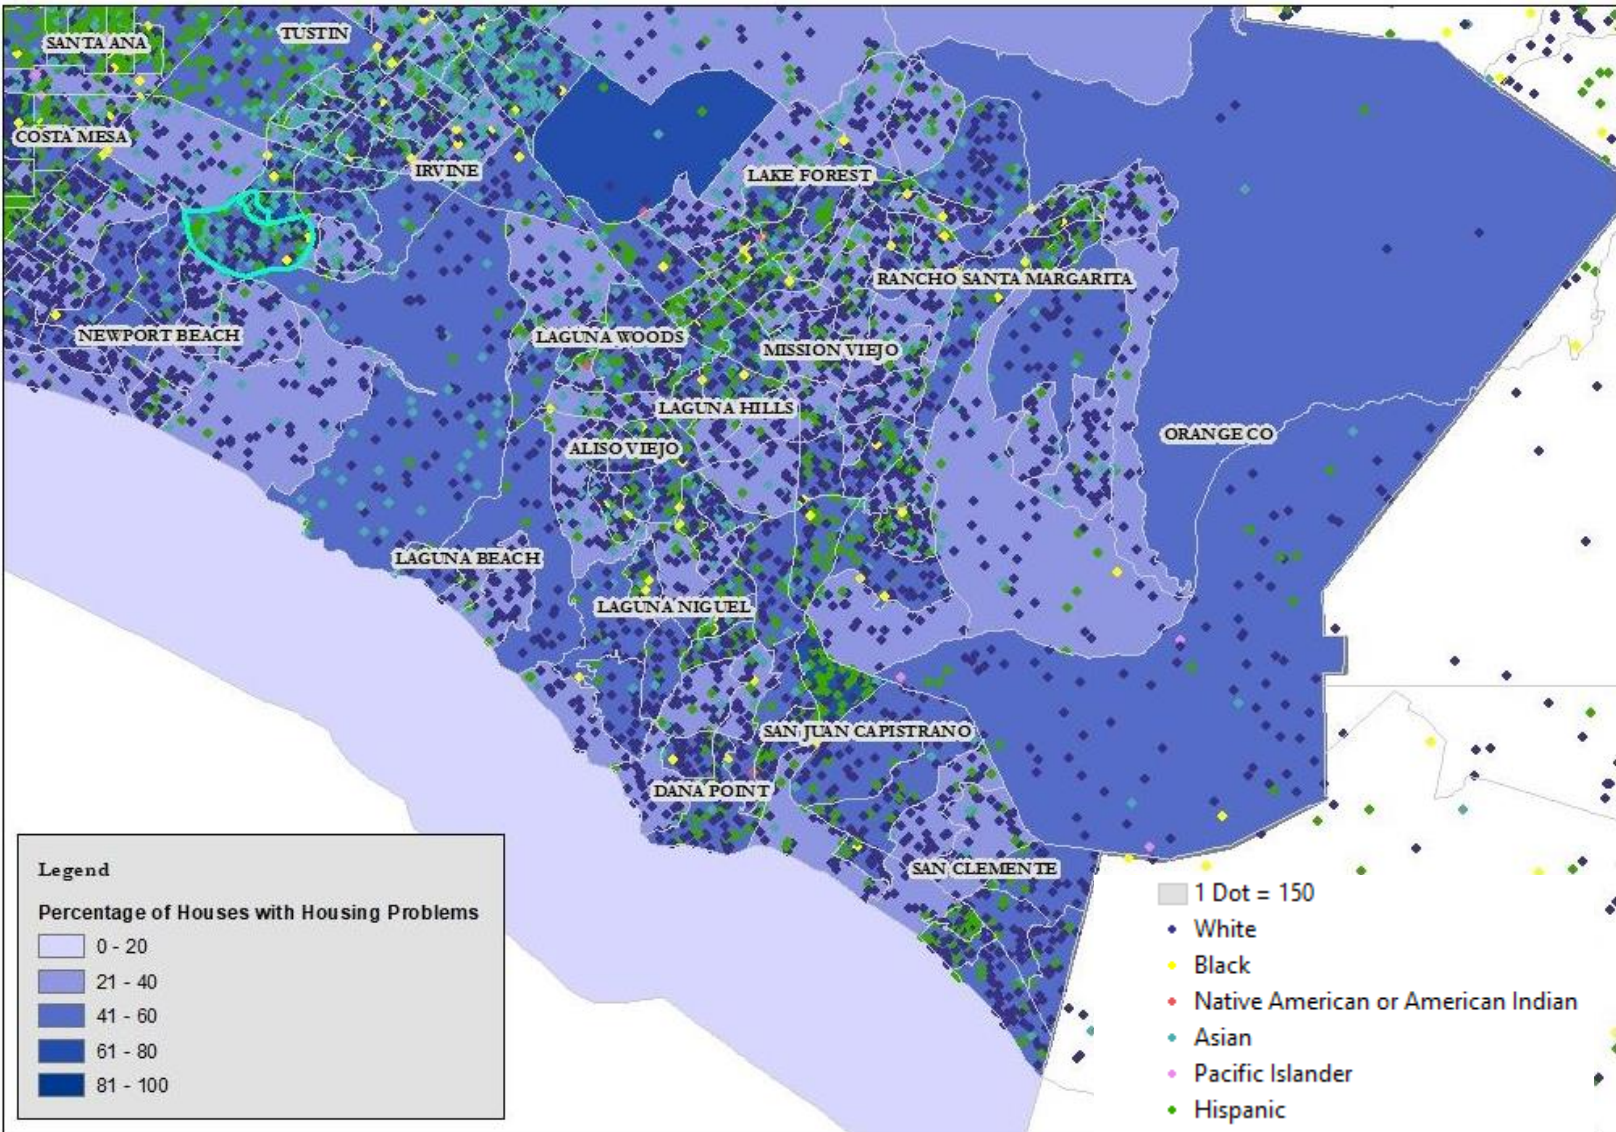 SANTA ANA
TUSTIN
COSTA MESA
IRVINE
LAKE FOREST
RANCHO SANTA MARGARITA
NEWPORT BEACH
LAGUNA WOODS
MISSION VIEJO
LAGUNA HILLS
ORANGE CO
ALISO VIEJO
LAGUNA BEACH
LAGUNA NIGUEL
SAN JUAN CAPISTRANO
DANA POINT
SAN CLEMENTE
Legend
Percentage of Houses with Housing Problems
0 - 20
21 - 40
41 - 60
61 - 80
81 - 100
1 Dot = 150
White
Black
Native American or American Indian
Asian
Pacific Islander
Hispanic